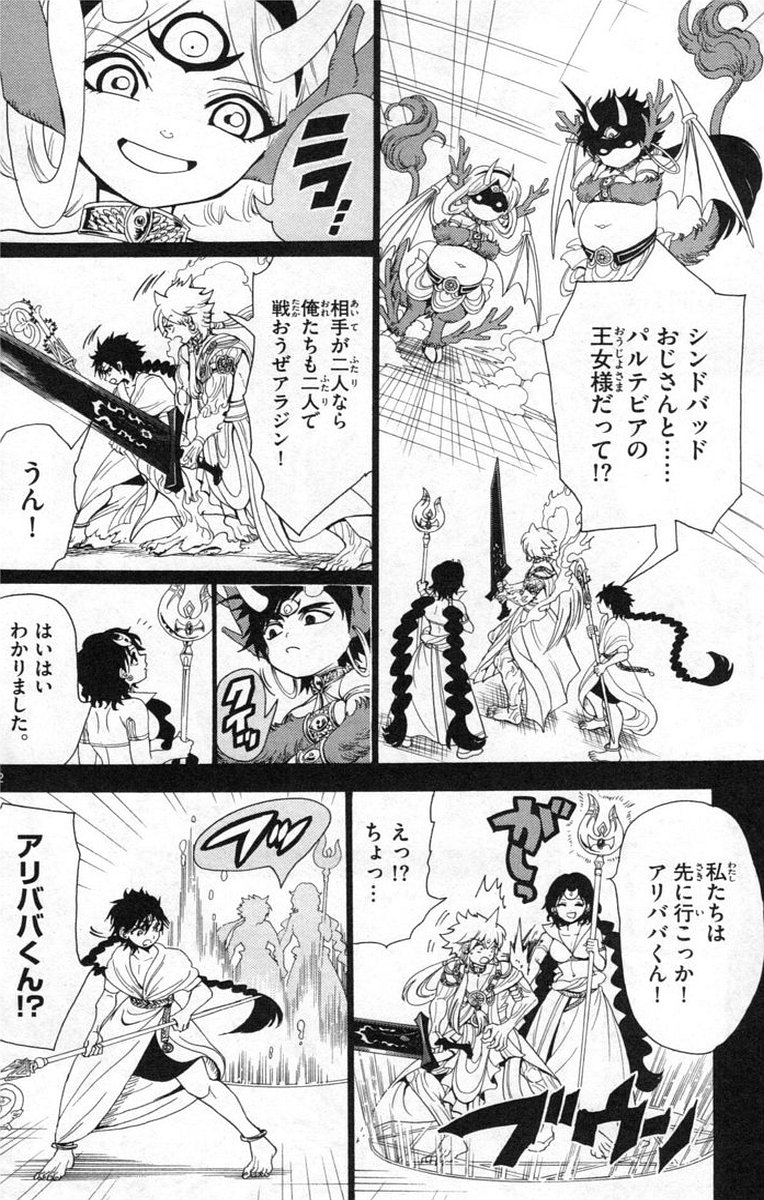 シンドバッド
おじさんと……
パルテビアの
王女様だって!?
ニコッ
相手が二人なら
俺たちも二人で
戦おうぜアラジン!
うん!
クイッ
はいはい
わかりました。
私たちは
先に行こっか!
アリババくん!
がしっ
えっ!?
ちょっ…
ブウン
フッ
アリババくん!?